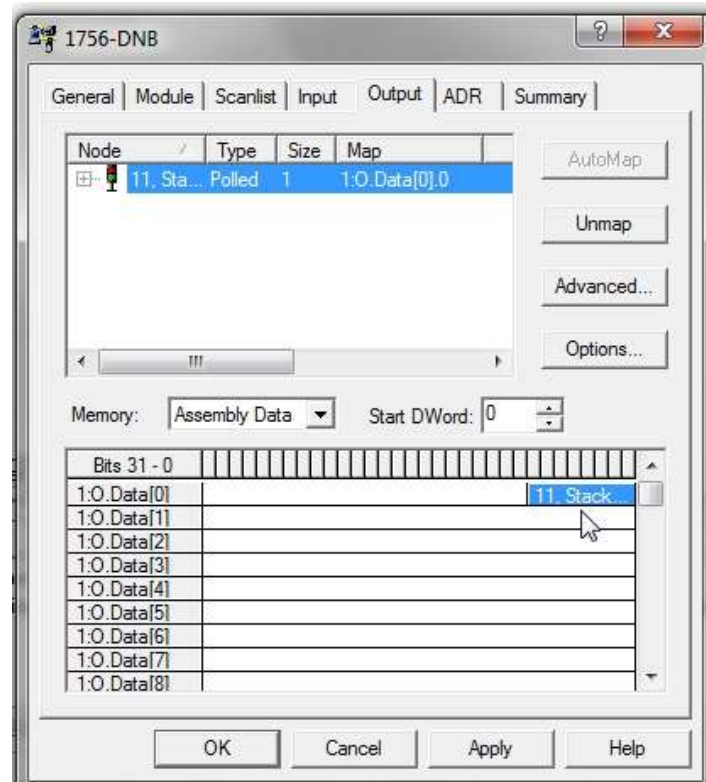 1756-DNB
General Module Scanlist Input Output ADR Summary
Node Type Size Map
11, Sta... Polled 1 1:O.Data[0].0
AutoMap
Unmap
Advanced...
Options...
Memory: Assembly Data Start DWord: 0
Bits 31 - 0
1:O.Data[0] 11, Stack...
1:O.Data[1]
1:O.Data[2]
1:O.Data[3]
1:O.Data[4]
1:O.Data[5]
1:O.Data[6]
1:O.Data[7]
1:O.Data[8]
OK Cancel Apply Help